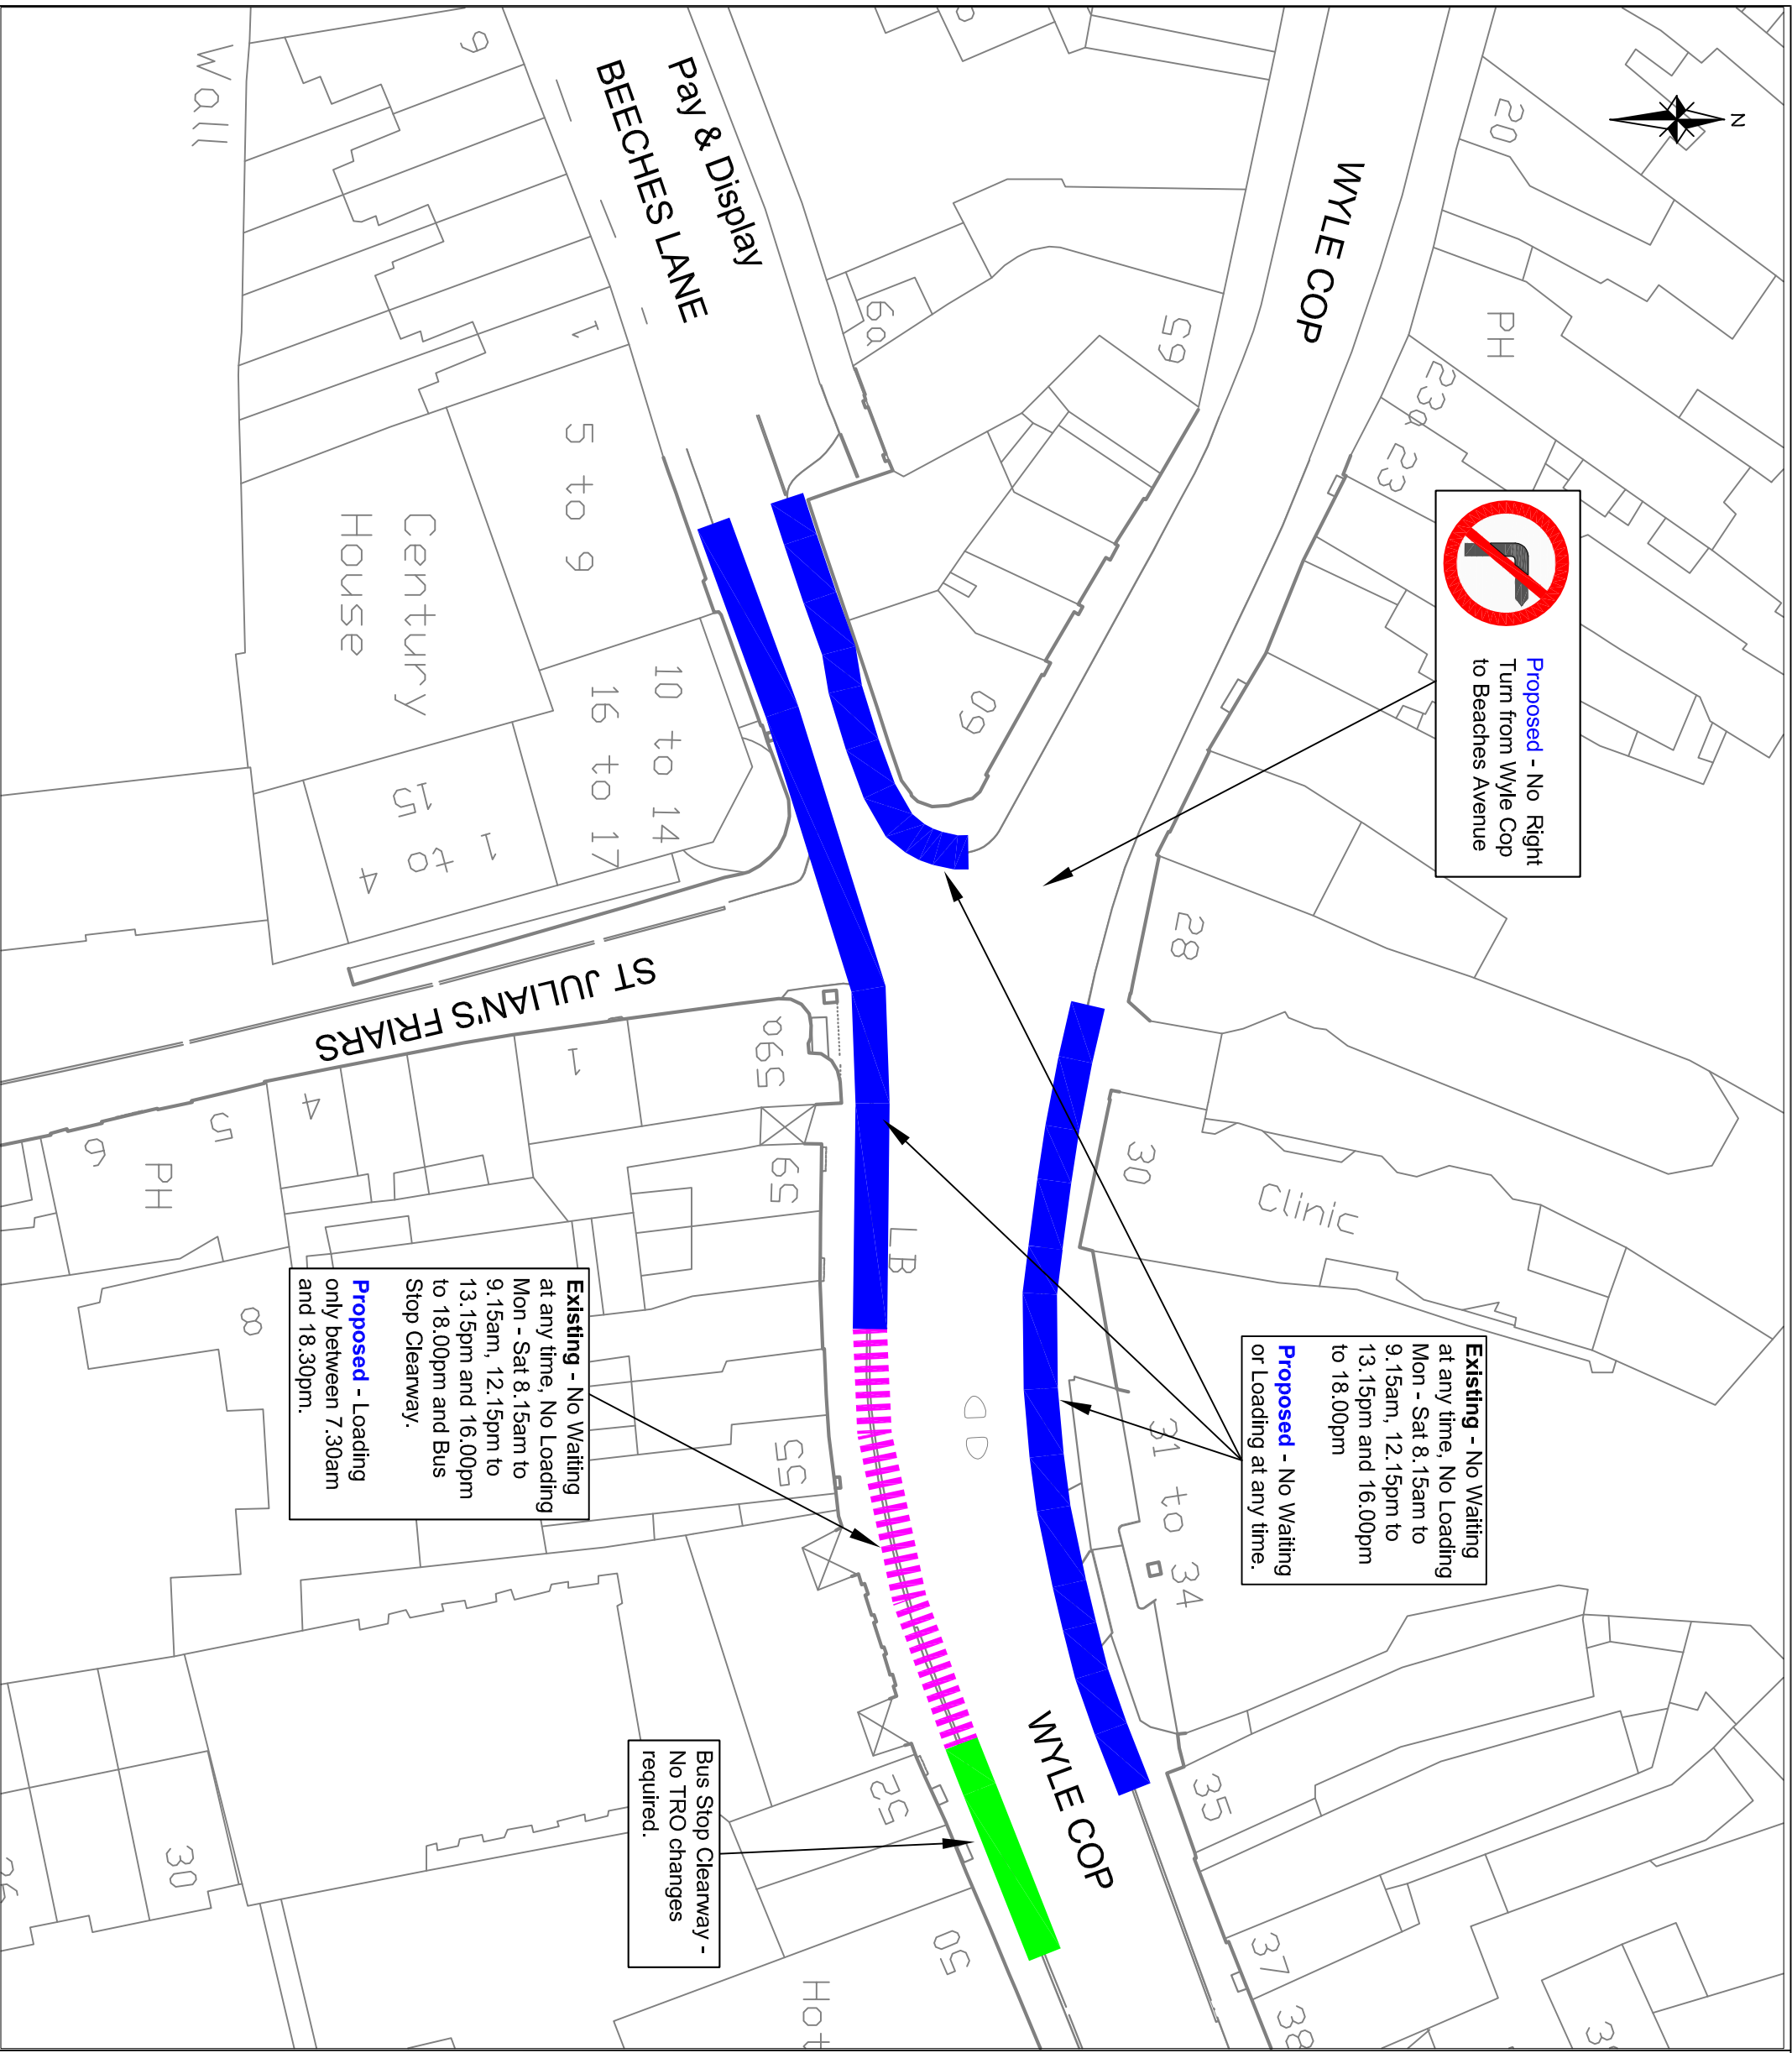 N
WYLE COP
Pay & Display
BEECHES LANE
Wall
9
1
20
PH
23a
23
59
6a
60
5 to 9
Century
House
10 to 14
16 to 17
15
1 to 4
Proposed - No Right
Turn from Wyle Cop
to Beaches Avenue
28
30
Clinic
31 to 34
35
37
38
ST JULIAN'S FRIARS
59a
59
1
4
5
6
PH
8
LB
55
52
50
Hot
30
WYLE COP
Existing - No Waiting
at any time, No Loading
Mon - Sat 8.15am to
9.15am, 12.15pm to
13.15pm and 16.00pm
to 18.00pm
Proposed - No Waiting
or Loading at any time.
Existing - No Waiting
at any time, No Loading
Mon - Sat 8.15am to
9.15am, 12.15pm to
13.15pm and 16.00pm
to 18.00pm and Bus
Stop Clearway.
Proposed - Loading
only between 7.30am
and 18.30pm.
Bus Stop Clearway -
No TRO changes
required.